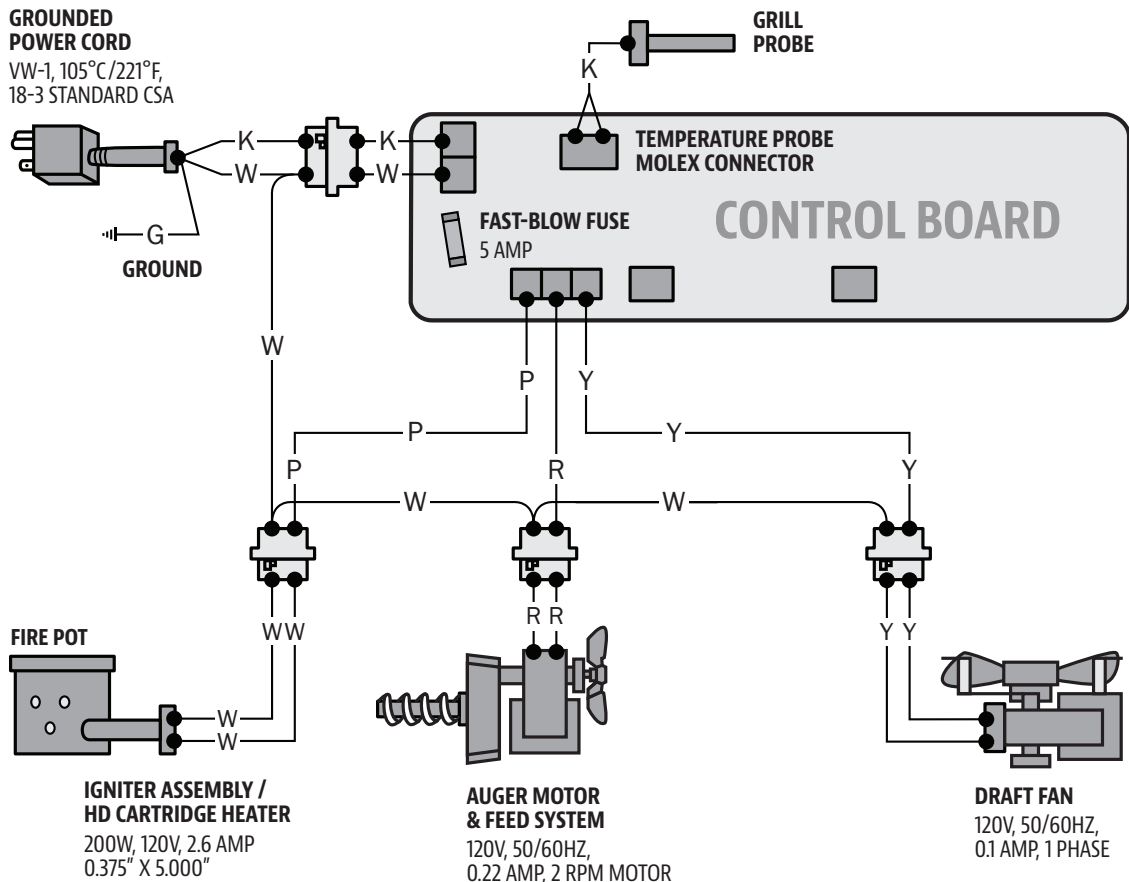 GROUNDED
POWER CORD
VW-1, 105°C/221°F,
18-3 STANDARD CSA
GRILL
PROBE
K
TEMPERATURE PROBE
MOLEX CONNECTOR
K
K
W
W
CONTROL BOARD
FAST-BLOW FUSE
5 AMP
G
GROUND
W
P
Y
P
Y
P
R
Y
W
W
R R
W W
Y Y
FIRE POT
W
W
IGNITER ASSEMBLY /
HD CARTRIDGE HEATER
200W, 120V, 2.6 AMP
0.375" X 5.000"
AUGER MOTOR
& FEED SYSTEM
120V, 50/60HZ,
0.22 AMP, 2 RPM MOTOR
DRAFT FAN
120V, 50/60HZ,
0.1 AMP, 1 PHASE